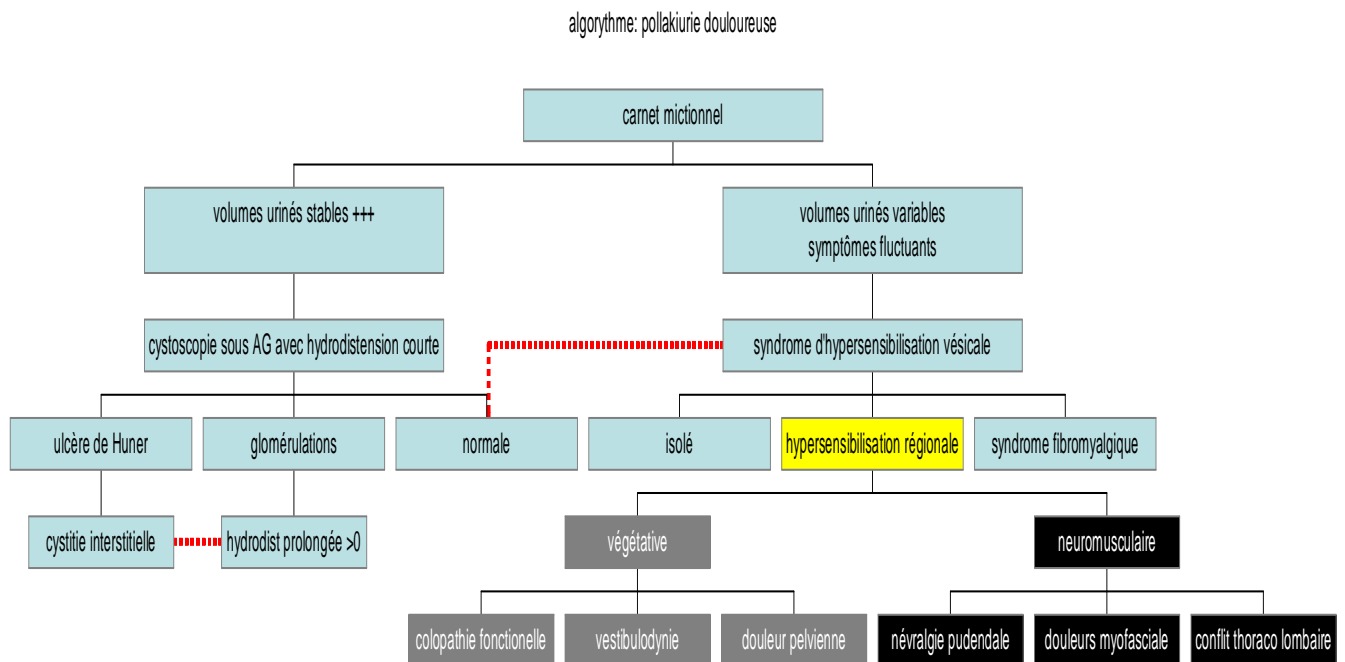 algorythme: pollakiurie douloureuse
carnet mictionnel
volumes urinés stables +++
volumes urinés variables
symptômes fluctuants
cystoscopie sous AG avec hydrodistension courte
syndrome d'hypersensibilisation vésicale
ulcère de Huner
glomérulations
normale
isolé
hypersensibilisation régionale
syndrome fibromyalgique
cystitie interstitielle
hydrodist prolongée >0
végétative
neuromusculaire
colopathie fonctionelle
vestibulodynie
douleur pelvienne
névralgie pudendale
douleurs myofasciale
conflit thoraco lombaire